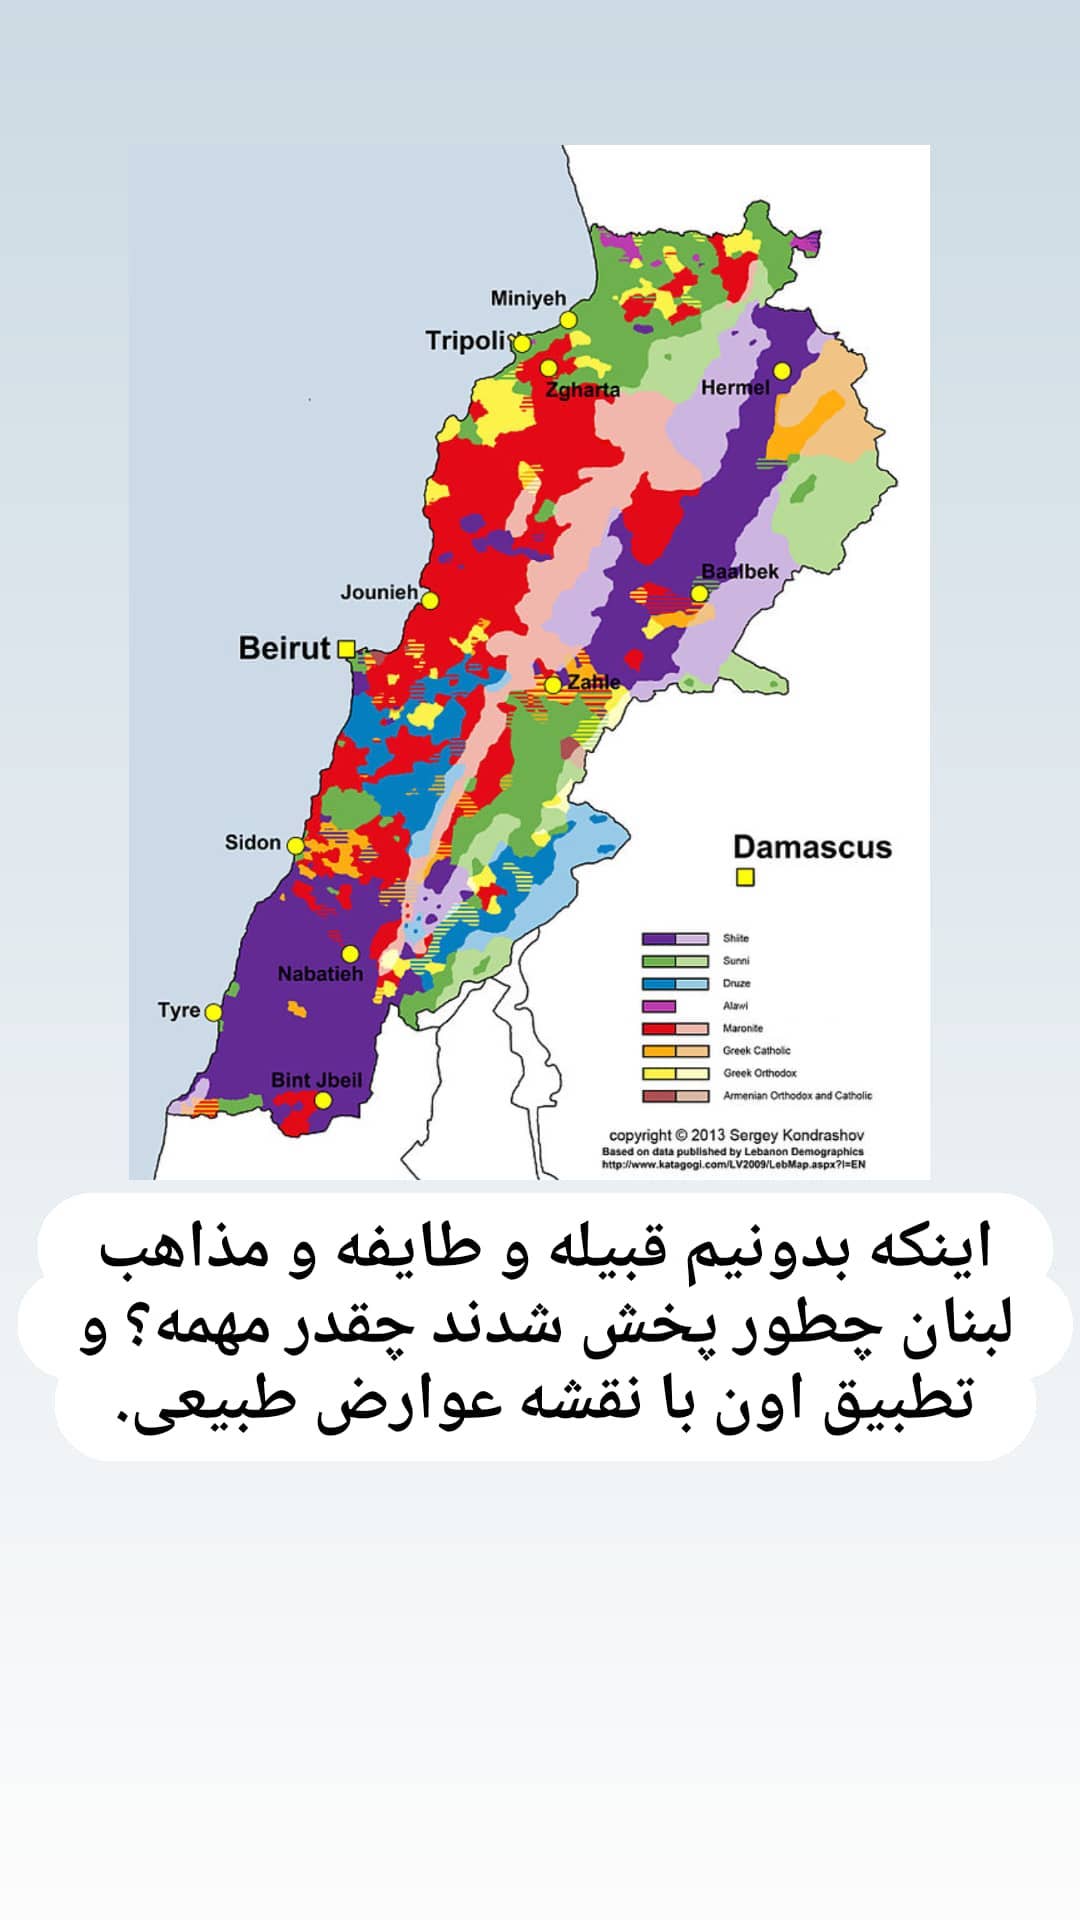 Miniyeh
Tripoli
Zgharta
Hermel
Baalbek
Jounieh
Beirut
Zahle
Sidon
Damascus
Nabatieh
Tyre
Bint Jbeil
Shiite
Sunni
Druze
Alawi
Maronite
Greek Catholic
Greek Orthodox
Armenian Orthodox and Catholic
copyright © 2013 Sergey Kondrashov
Based on data published by Lebanon Demographics
http://www.katagogi.com/LV2009/LebMap.aspx?l=EN
اینکه بدونیم قبیله و طایفه و مذاهب
لبنان چطور پخش شدند چقدر مهمه؟ و
تطبیق اون با نقشه عوارض طبیعی.